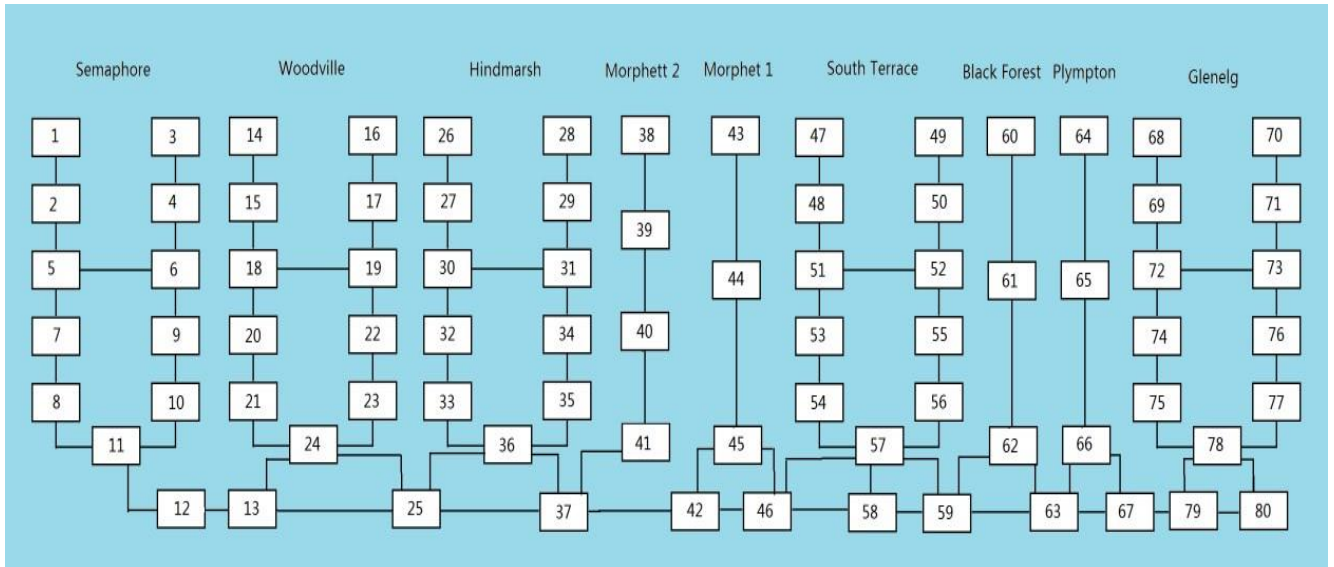 Semaphore Woodville Hindmarsh Morphett 2 Morphet 1 South Terrace Black Forest Plympton Glenelg
1 3 14 16 26 28 38 43 47 49 60 64 68 70
2 4 15 17 27 29 39 48 50 69 71
5 6 18 19 30 31 44 51 52 61 65 72 73
7 9 20 22 32 34 40 53 55 74 76
8 10 21 23 33 35 54 56 75 77
11 24 36 41 45 57 62 66 78
12 13 25 37 42 46 58 59 63 67 79 80